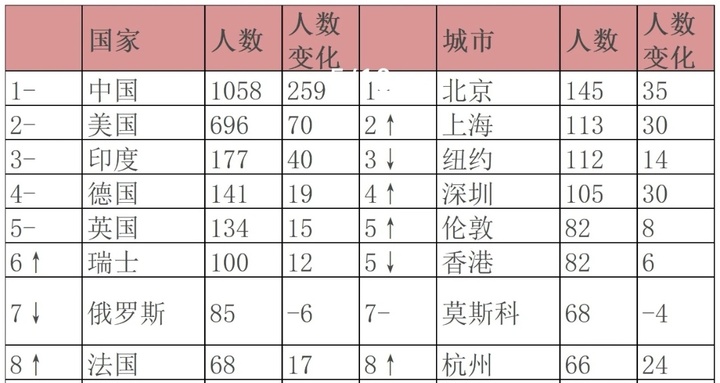 国家 人数 人数变化 城市 人数 人数变化
1- 中国 1058 259 1- 北京 145 35
2- 美国 696 70 2↑ 上海 113 30
3- 印度 177 40 3↓ 纽约 112 14
4- 德国 141 19 4↑ 深圳 105 30
5- 英国 134 15 5↑ 伦敦 82 8
6↑ 瑞士 100 12 5↓ 香港 82 6
7↓ 俄罗斯 85 -6 7- 莫斯科 68 -4
8↑ 法国 68 17 8↑ 杭州 66 24